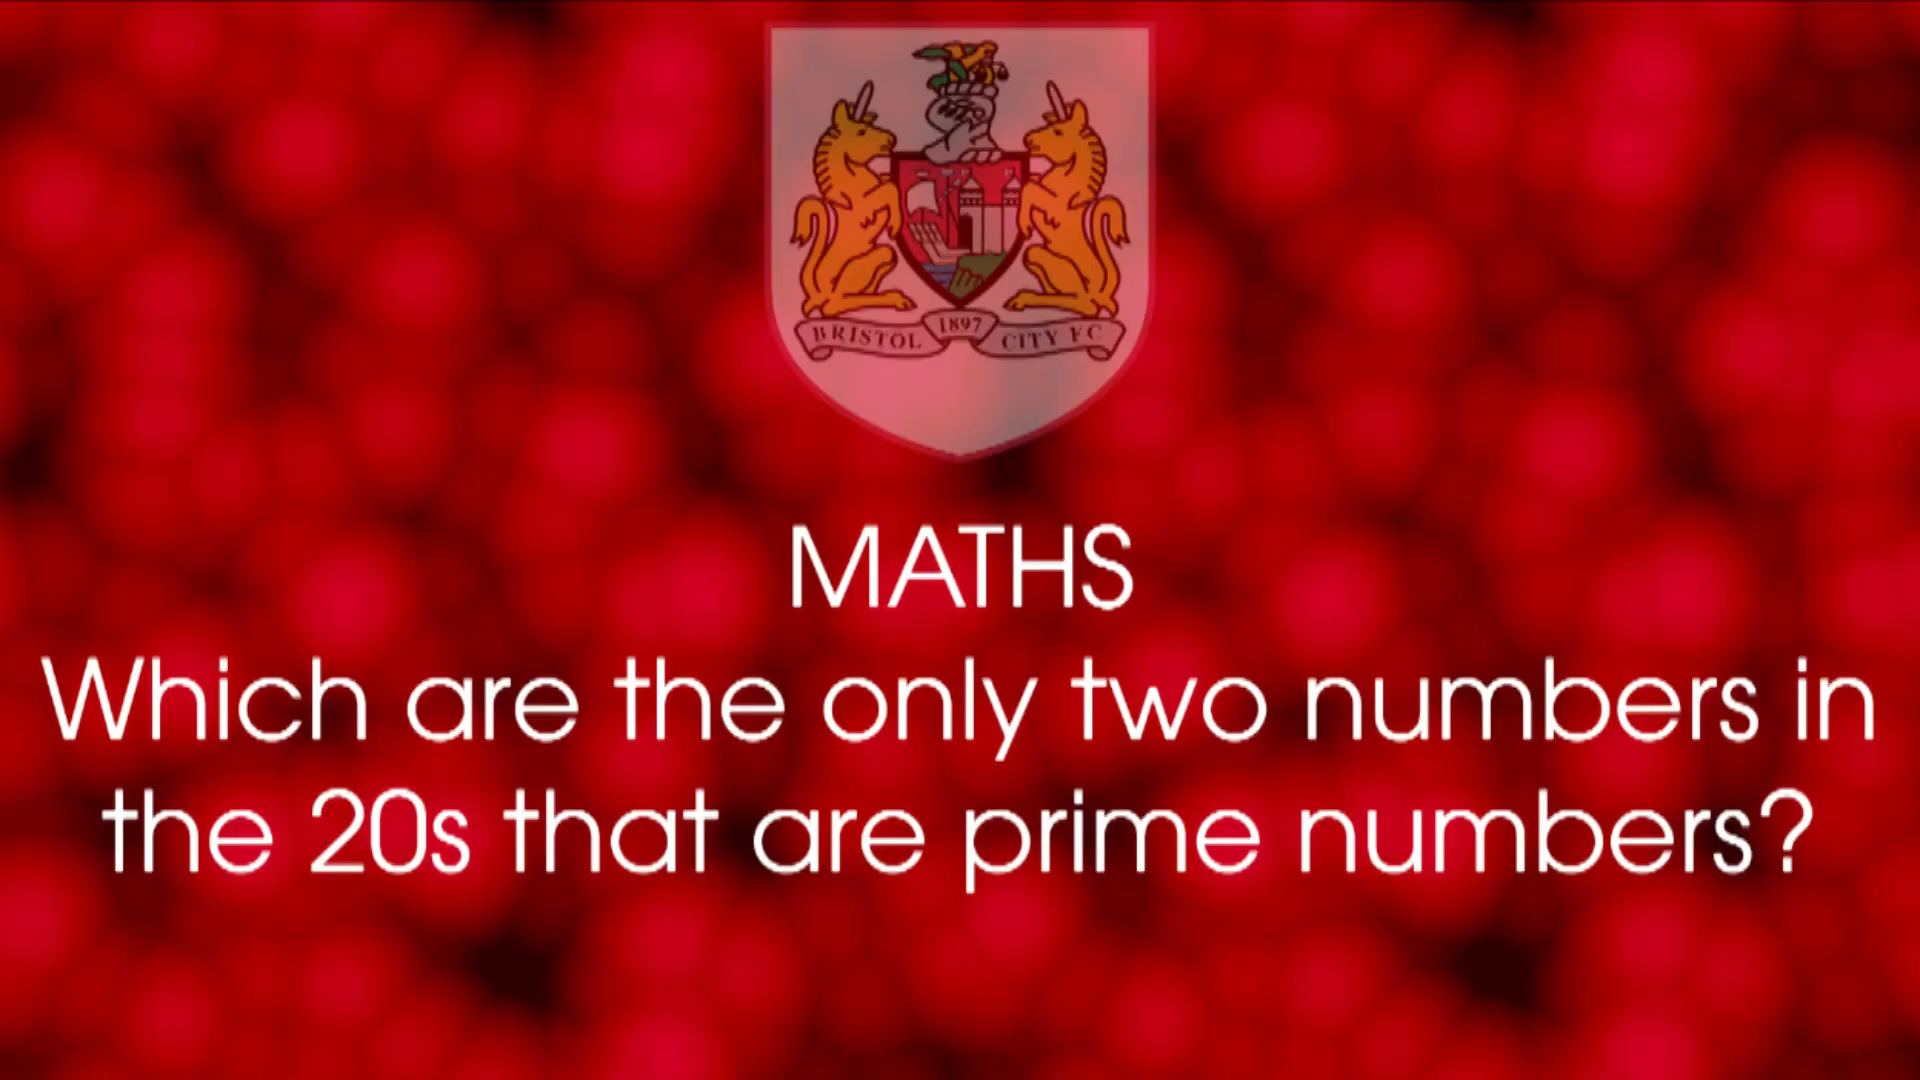 BRISTOL 1897 CITY FC
MATHS
Which are the only two numbers in
the 20s that are prime numbers?